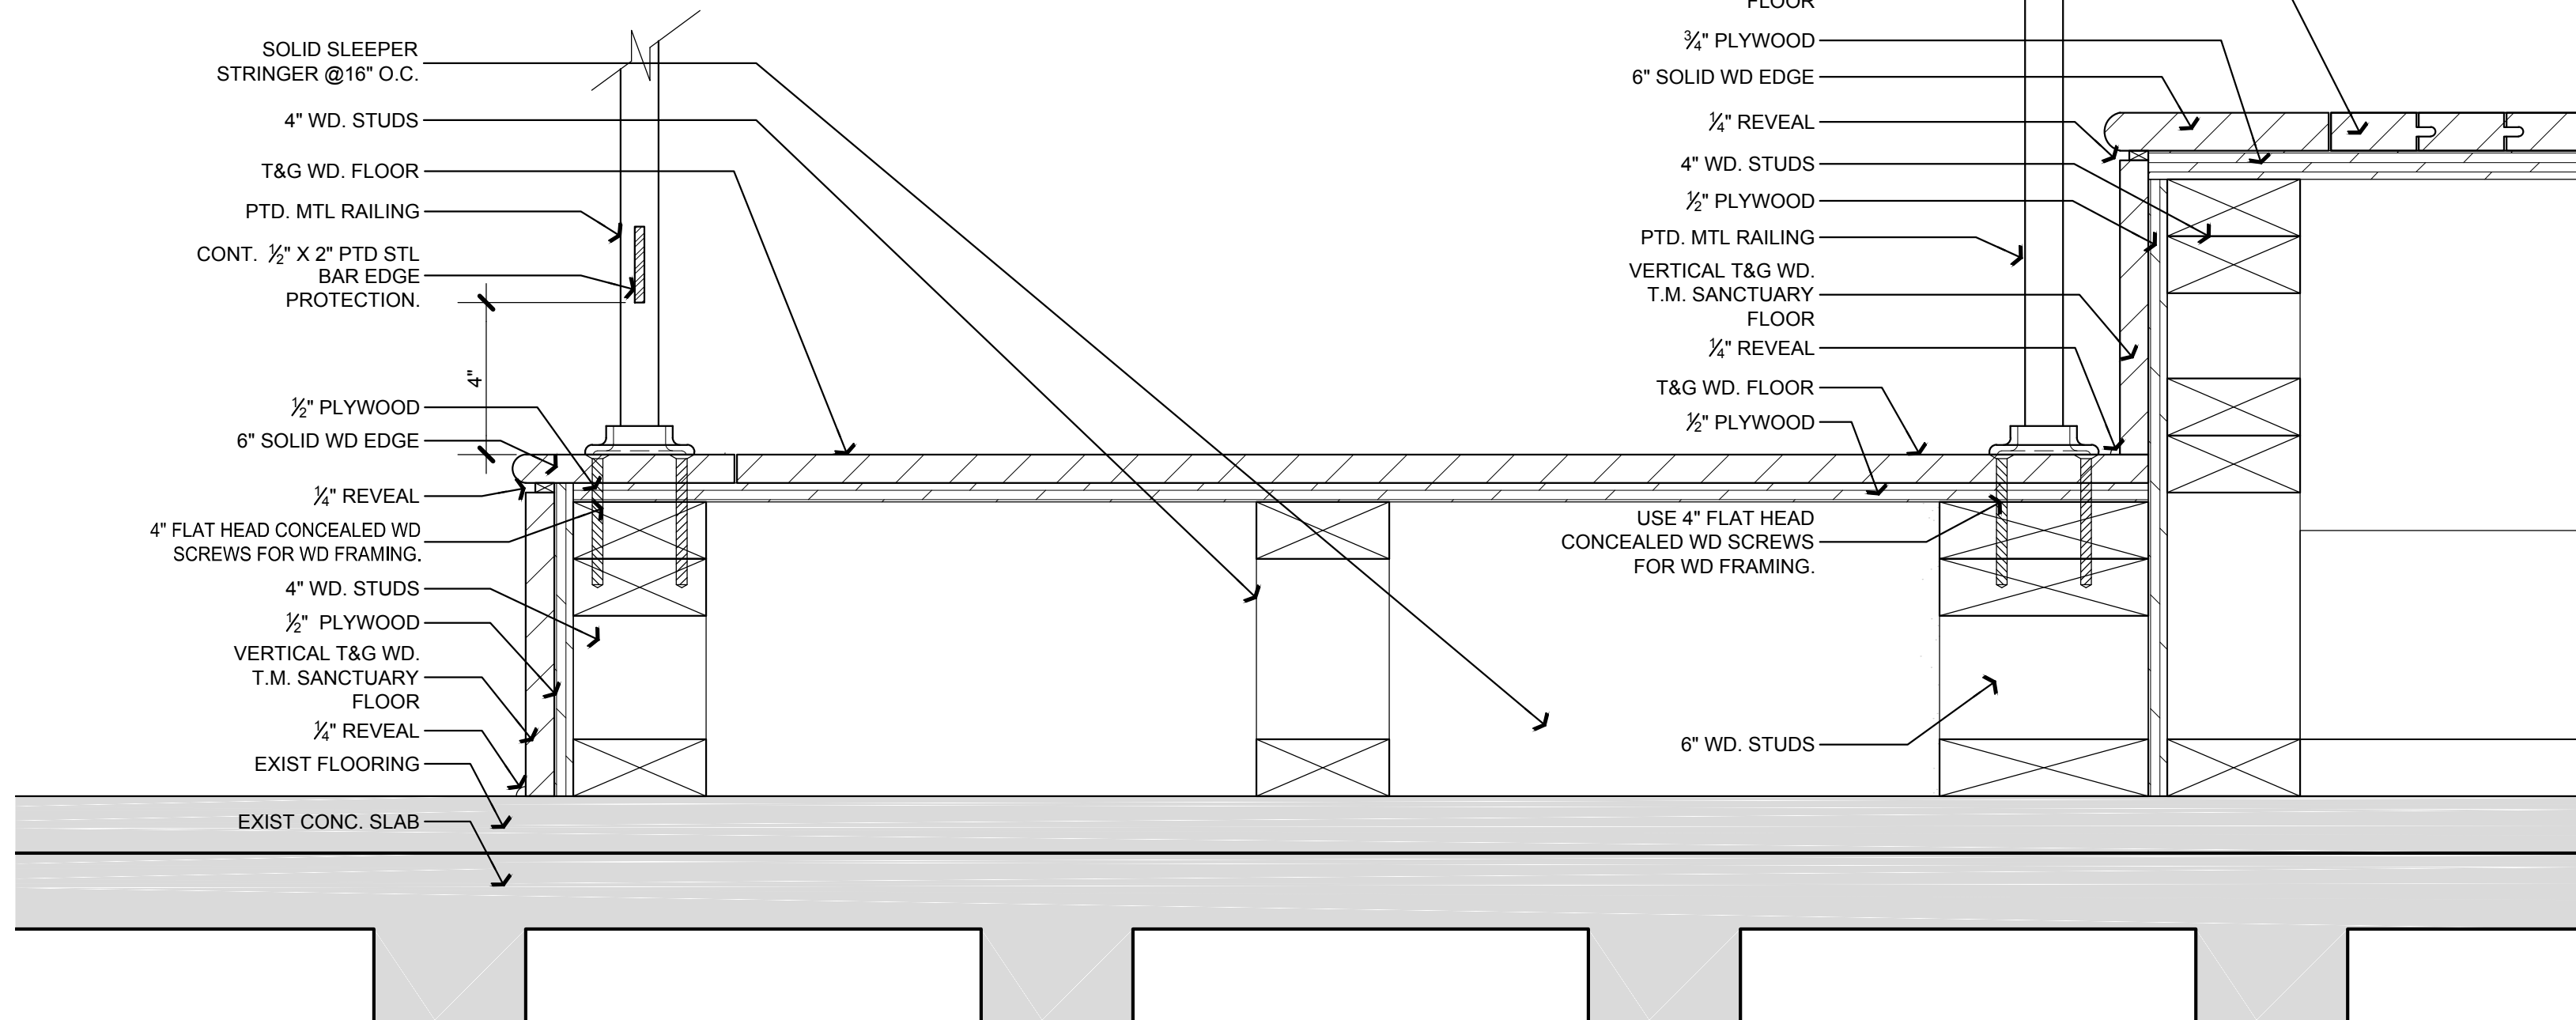 SOLID SLEEPER
STRINGER @16" O.C.
4" WD. STUDS
T&G WD. FLOOR
PTD. MTL RAILING
CONT. ½" X 2" PTD STL
BAR EDGE
PROTECTION.
4"
½" PLYWOOD
6" SOLID WD EDGE
¼" REVEAL
4" FLAT HEAD CONCEALED WD
SCREWS FOR WD FRAMING.
4" WD. STUDS
½" PLYWOOD
VERTICAL T&G WD.
T.M. SANCTUARY
FLOOR
¼" REVEAL
EXIST FLOORING
EXIST CONC. SLAB
FLOOR
¾" PLYWOOD
6" SOLID WD EDGE
¼" REVEAL
4" WD. STUDS
½" PLYWOOD
PTD. MTL RAILING
VERTICAL T&G WD.
T.M. SANCTUARY
FLOOR
¼" REVEAL
T&G WD. FLOOR
½" PLYWOOD
USE 4" FLAT HEAD
CONCEALED WD SCREWS
FOR WD FRAMING.
6" WD. STUDS